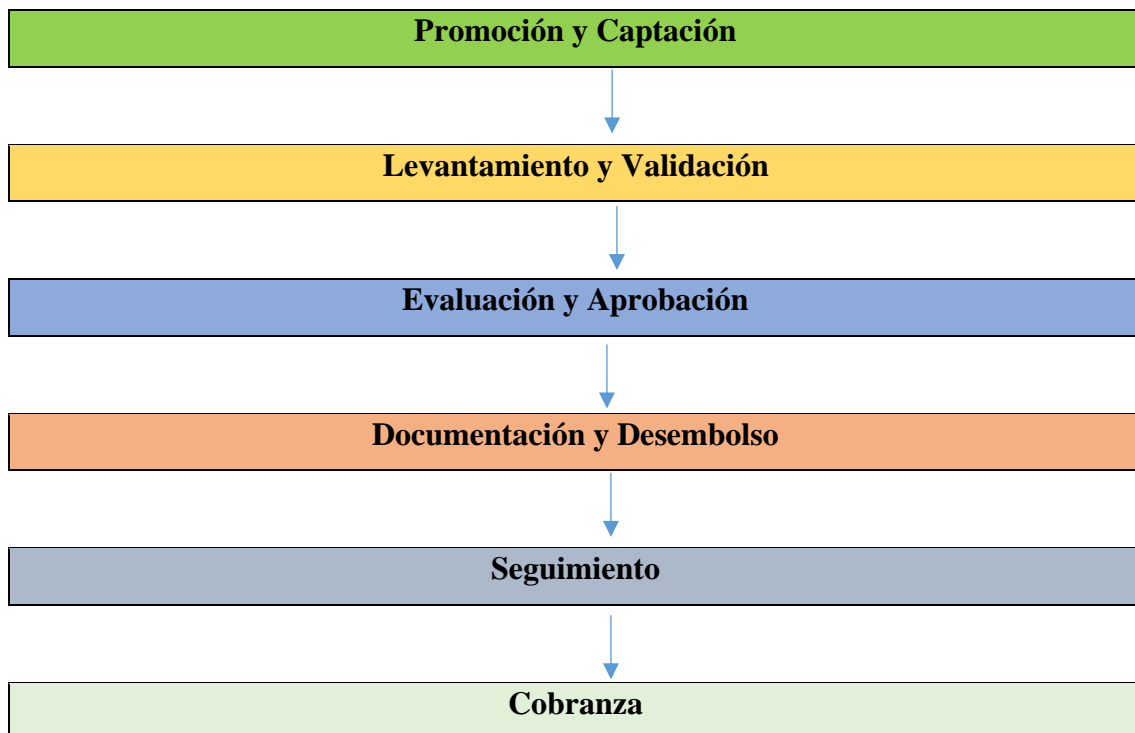 Promoción y Captación
Levantamiento y Validación
Evaluación y Aprobación
Documentación y Desembolso
Seguimiento
Cobranza